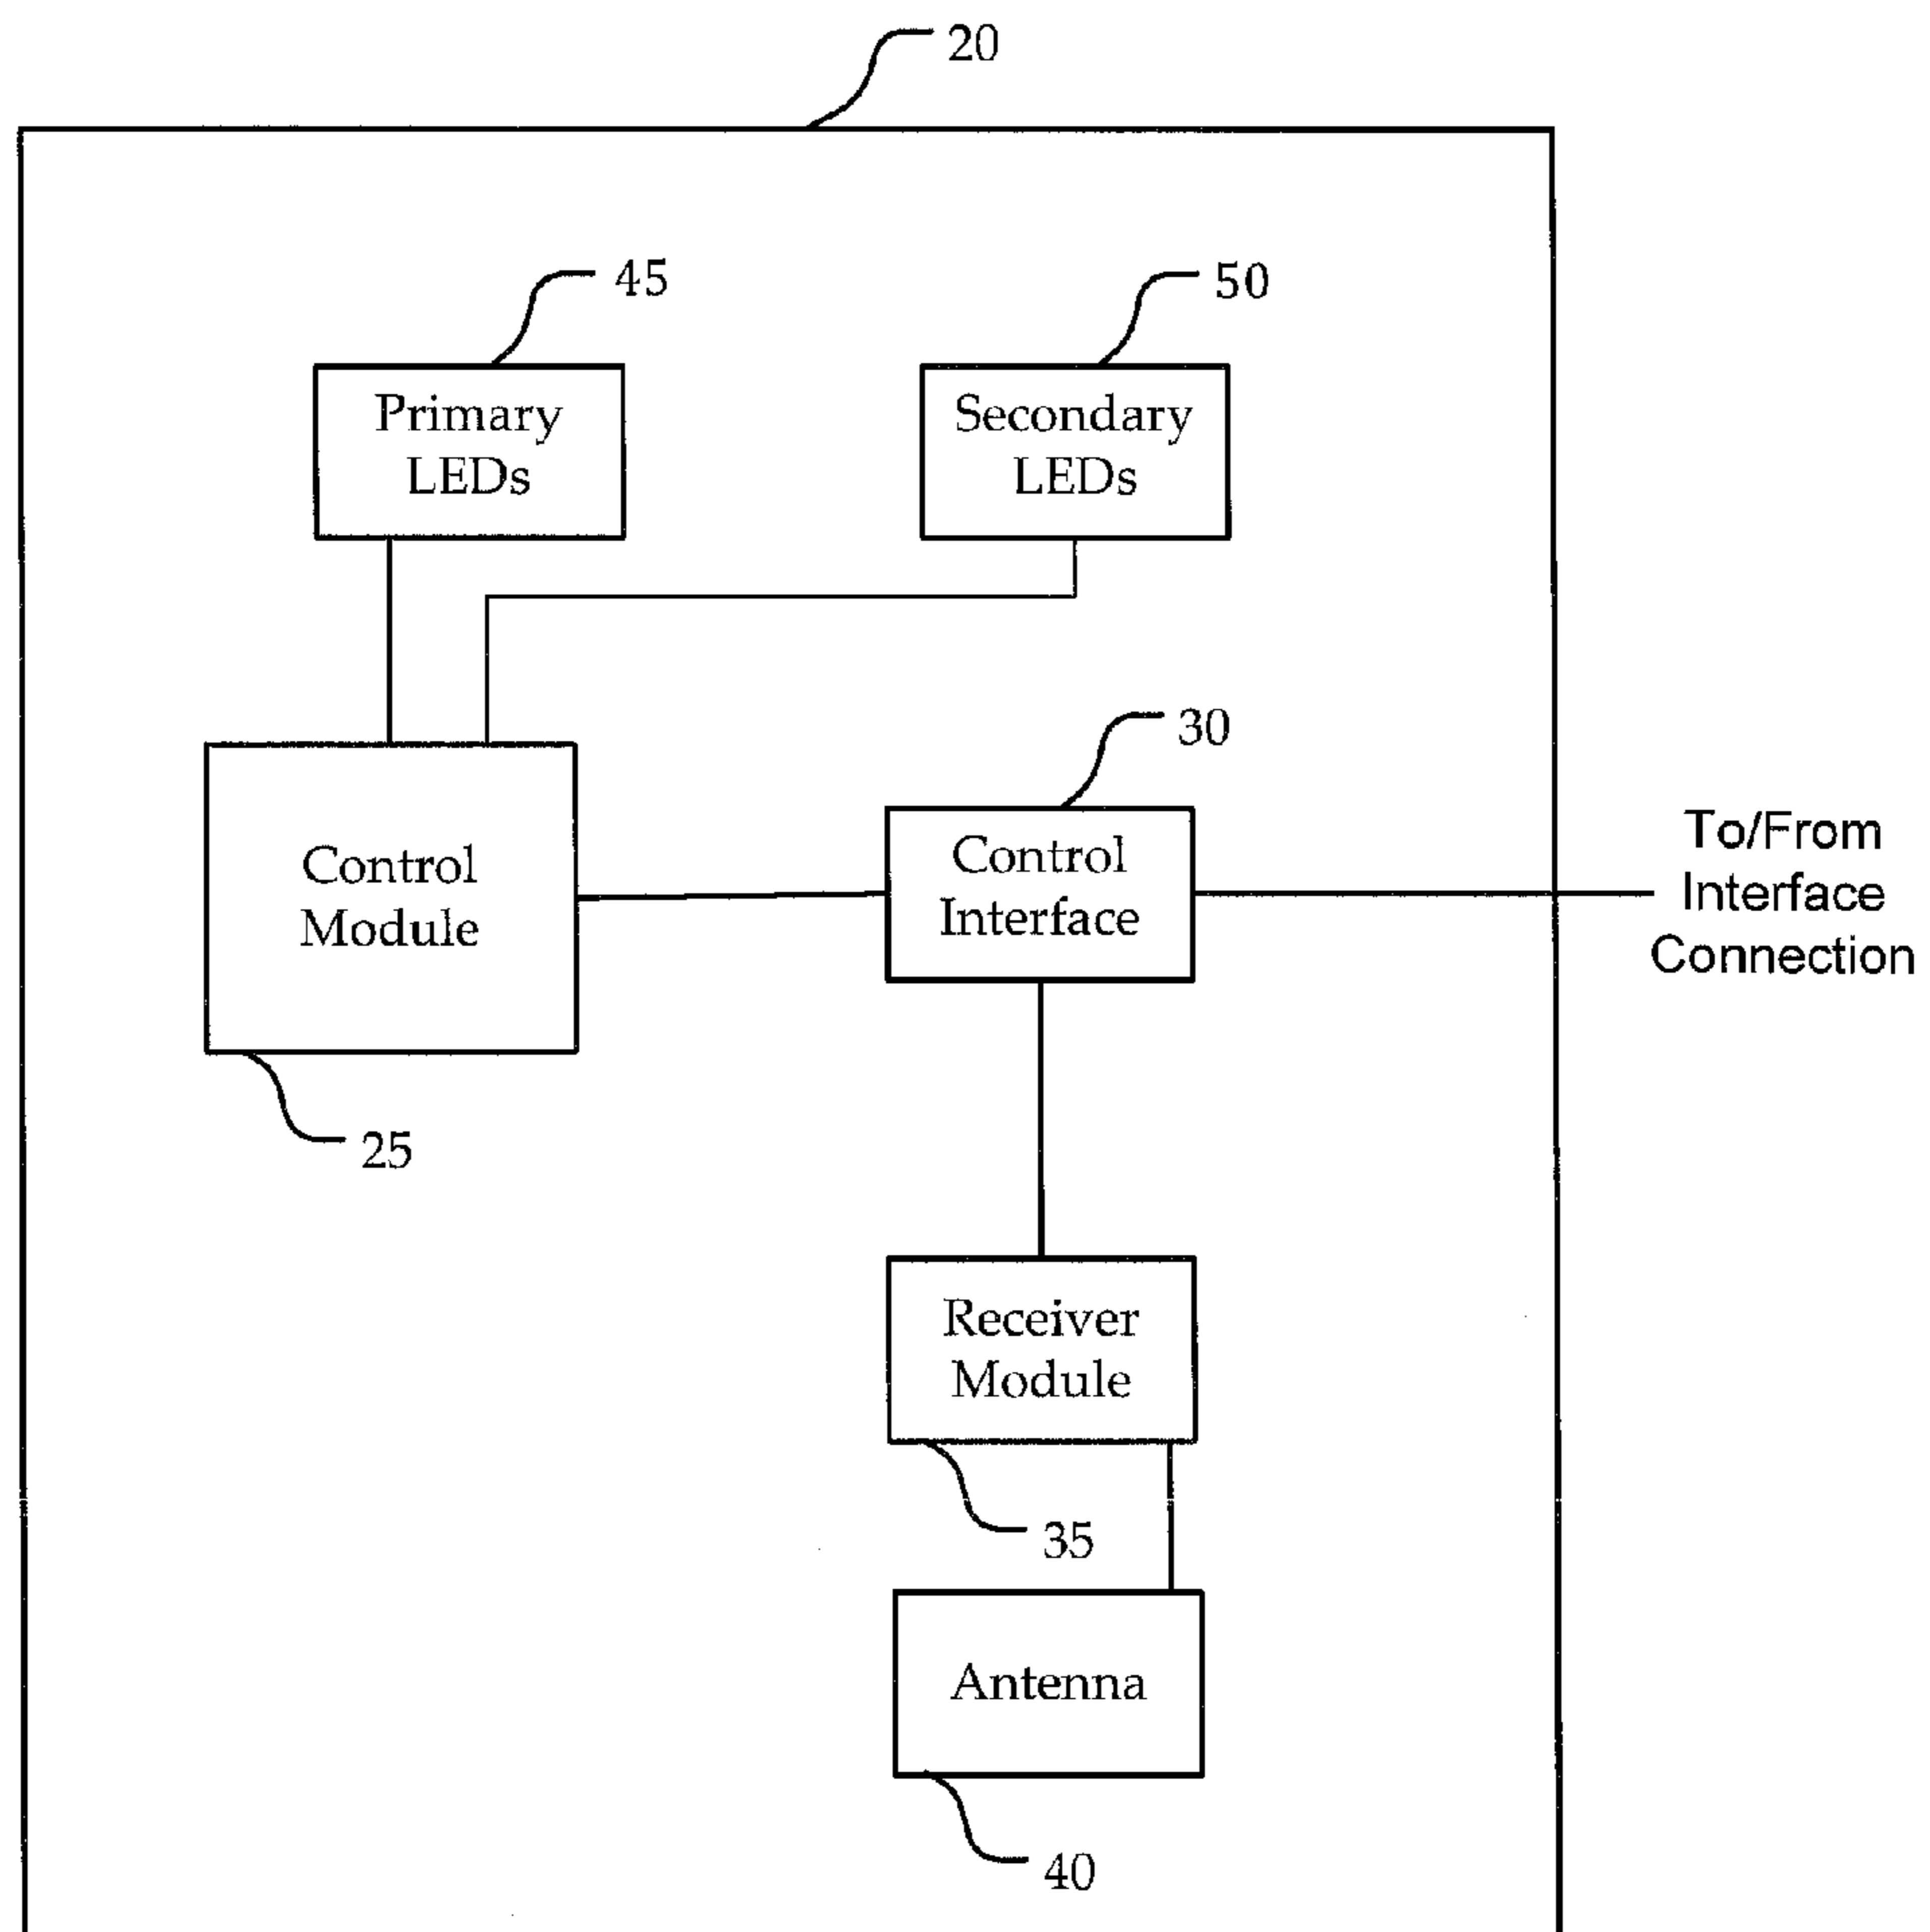 20
45
50
Primary
LEDs
Secondary
LEDs
30
Control
Module
Control
Interface
To/From
Interface
Connection
25
Receiver
Module
35
Antenna
40